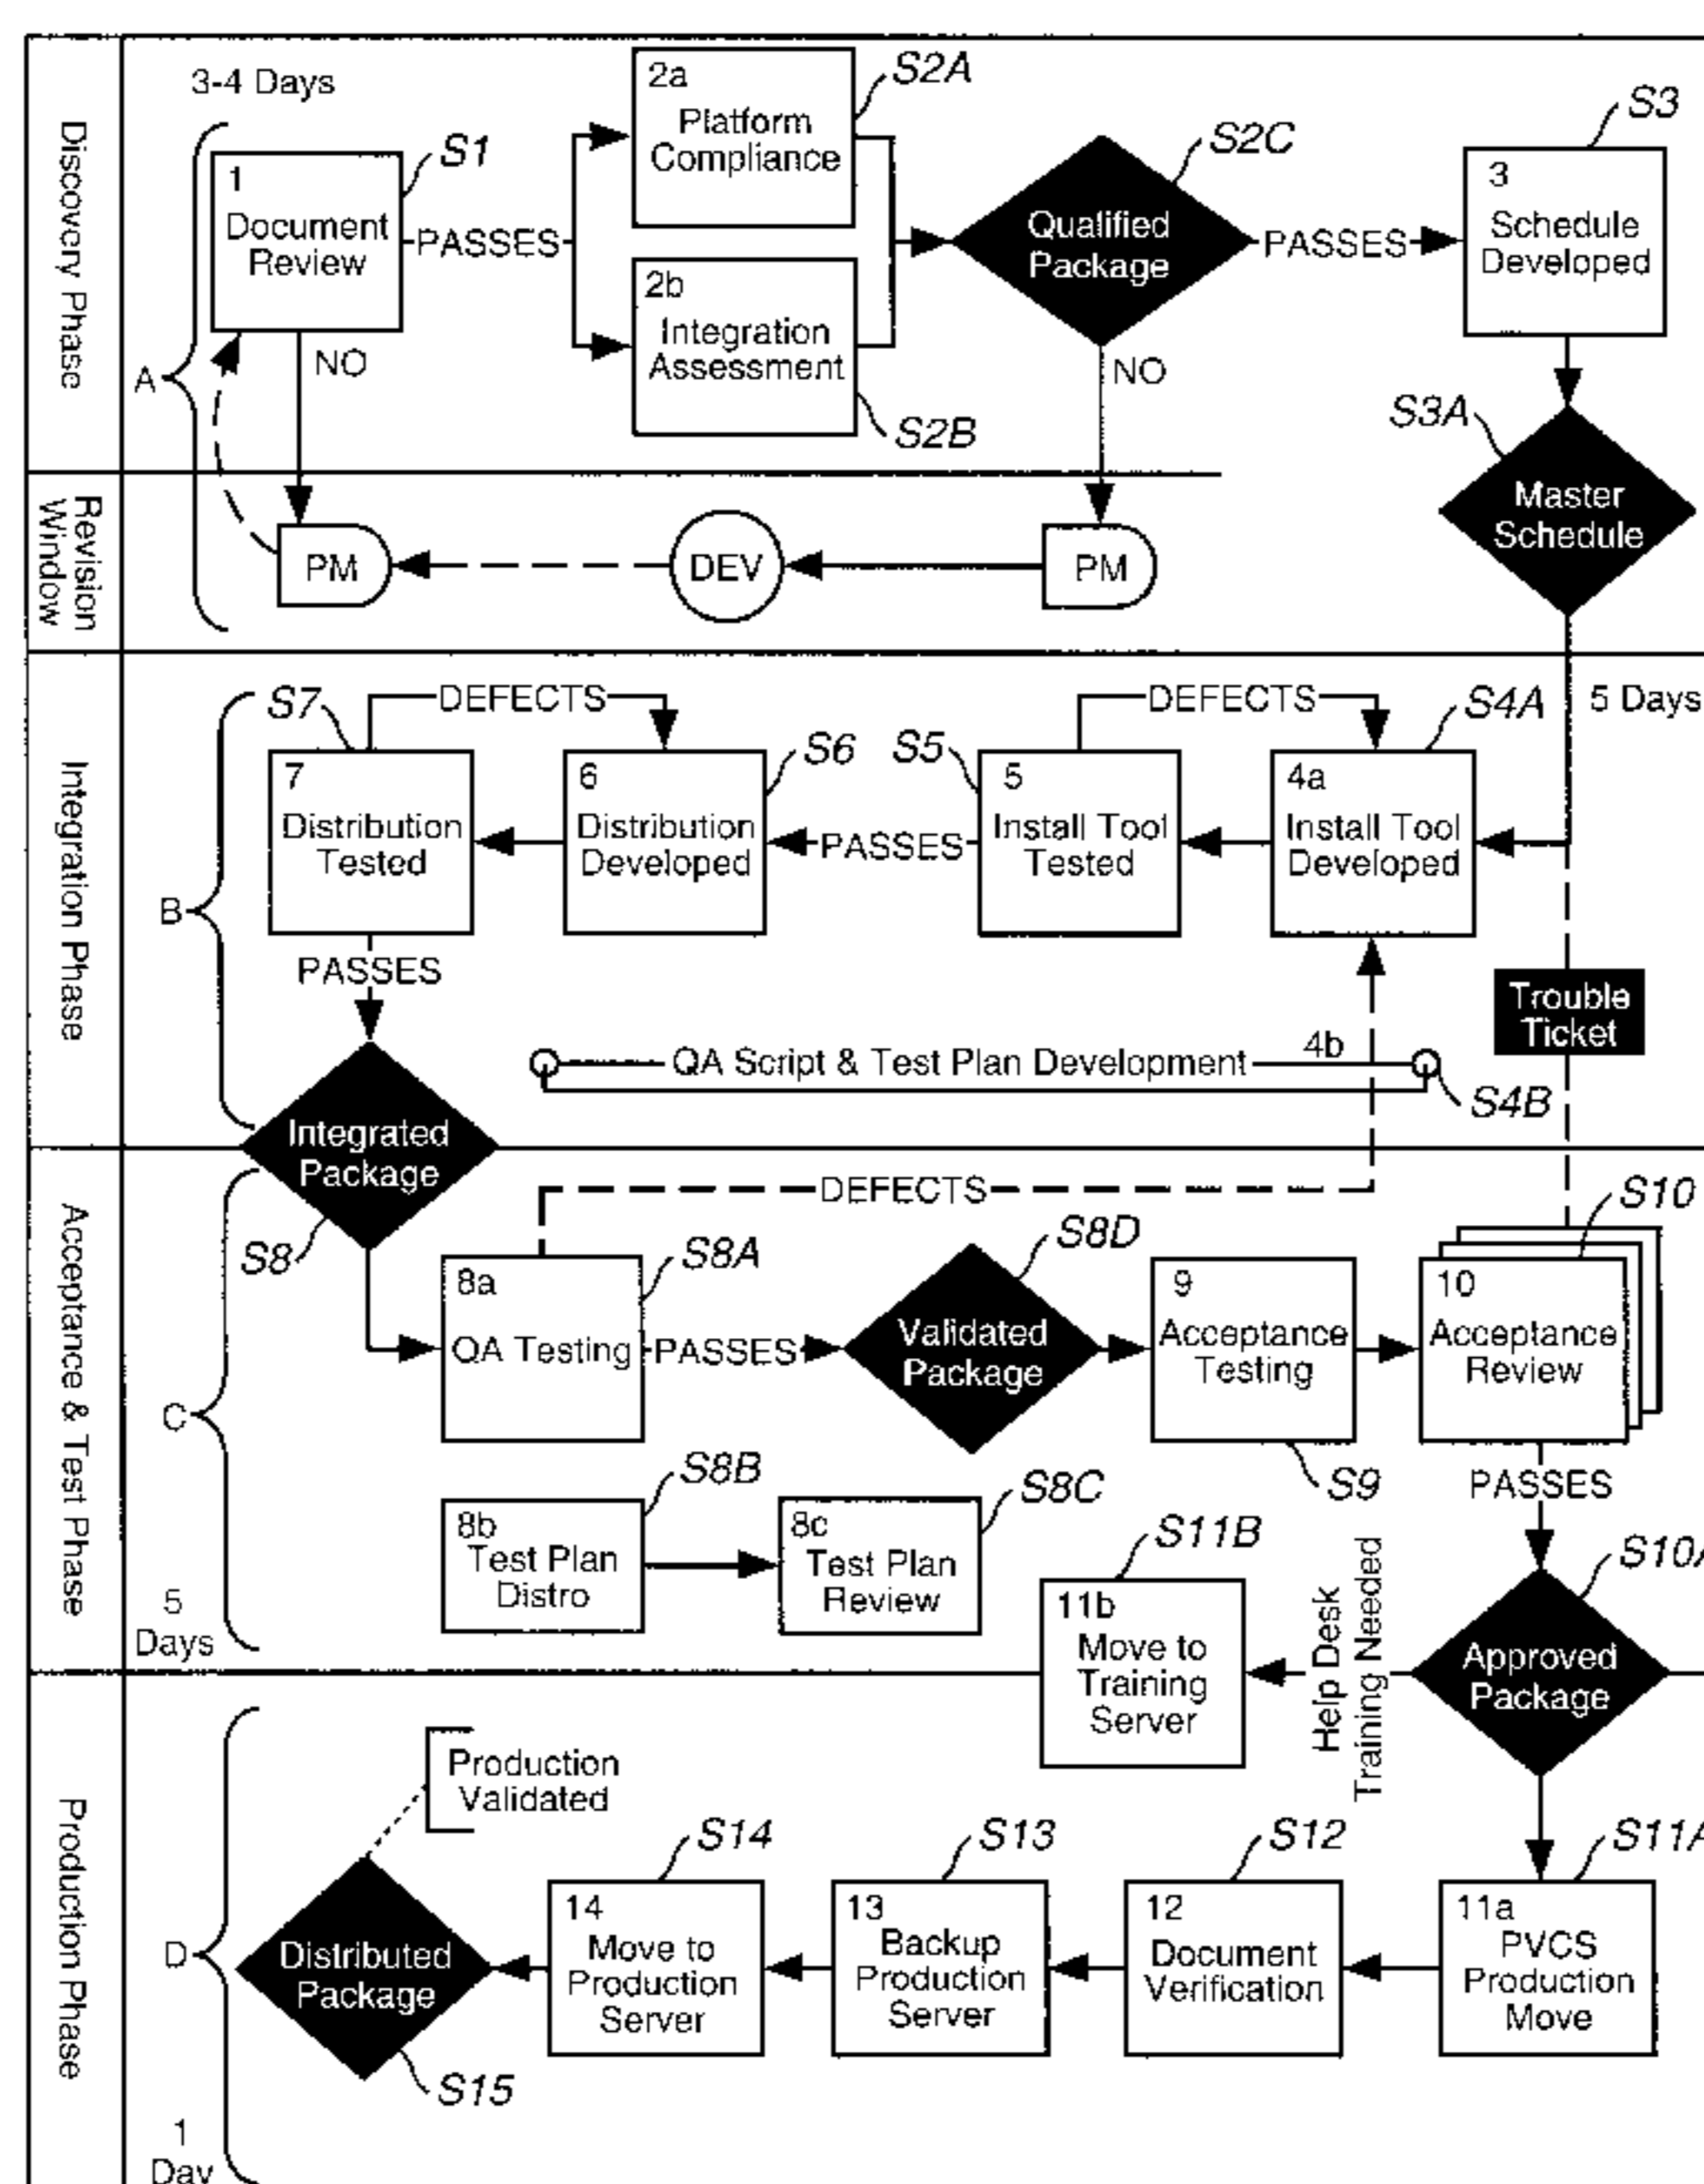 Discovery Phase
3-4 Days
A
1
Document
Review
S1
PASSES
NO
2a
Platform
Compliance
S2A
2b
Integration
Assessment
S2B
Qualified
Package
S2C
PASSES
NO
3
Schedule
Developed
S3
S3A
Master
Schedule
Revision
Window
PM
DEV
PM
Integration Phase
B
5 Days
S7
DEFECTS
7
Distribution
Tested
6
Distribution
Developed
S6
S5
DEFECTS
S4A
PASSES
5
Install Tool
Tested
4a
Install Tool
Developed
PASSES
Trouble
Ticket
QA Script & Test Plan Development
4b
S4B
Integrated
Package
S8
Acceptance & Test Phase
C
5
Days
DEFECTS
8a
QA Testing
S8A
PASSES
Validated
Package
S8D
9
Acceptance
Testing
S9
10
Acceptance
Review
S10
PASSES
8b
Test Plan
Distro
S8B
8c
Test Plan
Review
S8C
11b
Move to
Training
Server
S11B
Help Desk
Training Needed
Approved
Package
S10A
Production Phase
D
1
Day
Production
Validated
Distributed
Package
S15
14
Move to
Production
Server
S14
13
Backup
Production
Server
S13
12
Document
Verification
S12
11a
PVCS
Production
Move
S11A